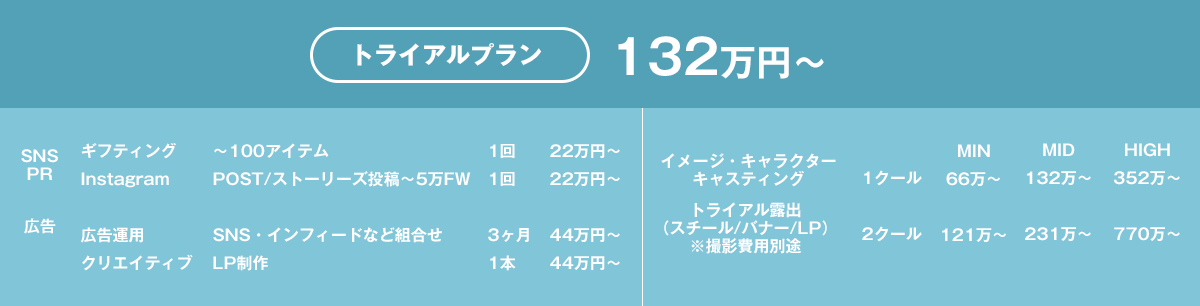 トライアルプラン 132万円〜
SNS PR
ギフティング 〜100アイテム 1回 22万円〜
Instagram POST/ストーリーズ投稿〜5万FW 1回 22万円〜
広告
広告運用 SNS・インフィードなど組合せ 3ヶ月 44万円〜
クリエイティブ LP制作 1本 44万円〜
MIN MID HIGH
イメージ・キャラクター
キャスティング 1クール 66万〜 132万〜 352万〜
トライアル露出
（スチール/バナー/LP） 2クール 121万〜 231万〜 770万〜
※撮影費用別途